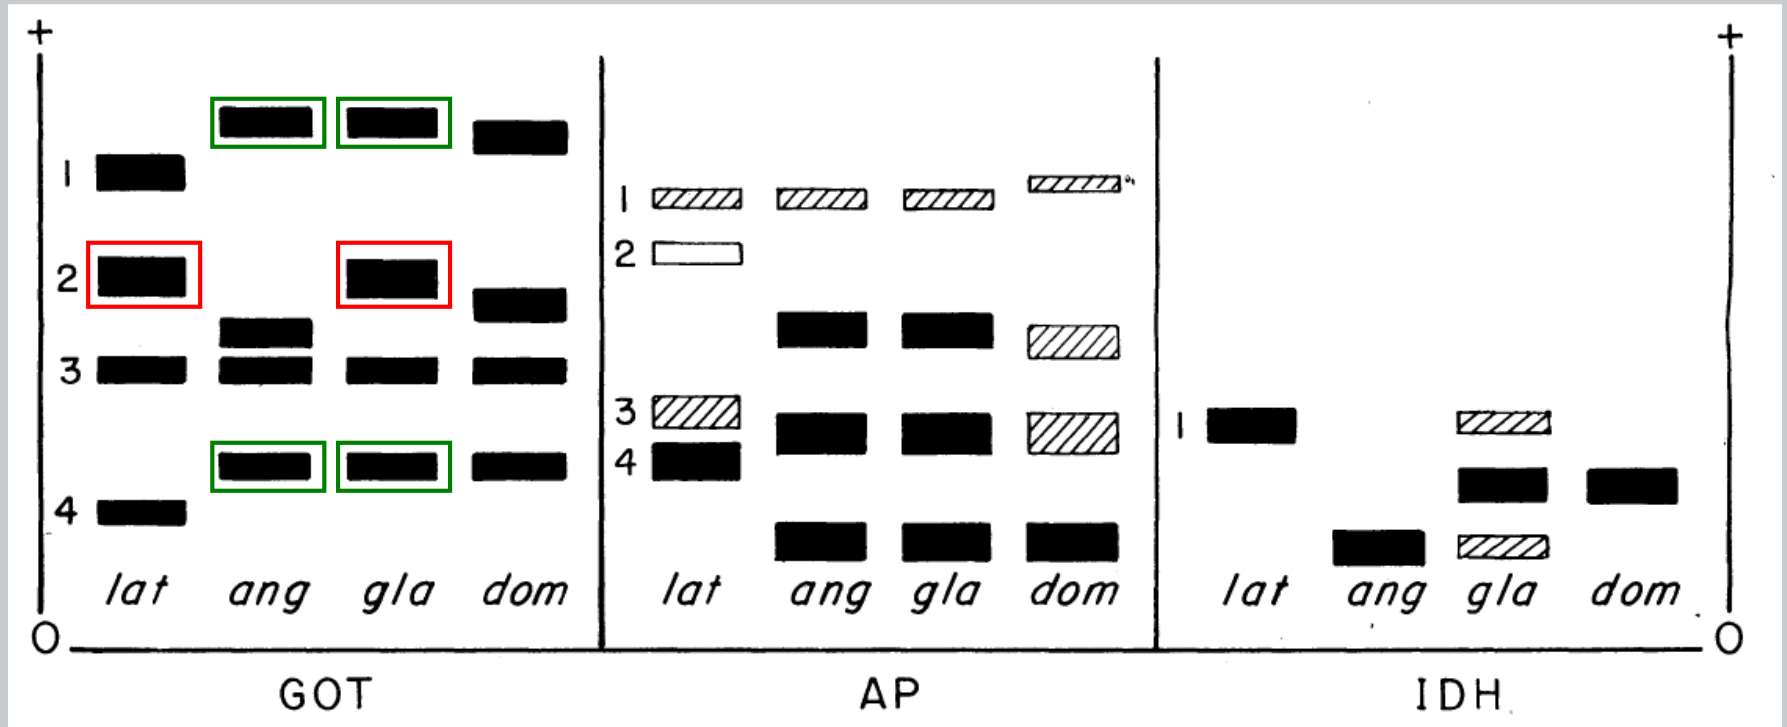 + +
1 1
2 2
3 3 1
4 4
lat ang gla dom lat ang gla dom lat ang gla dom
O O
GOT AP IDH